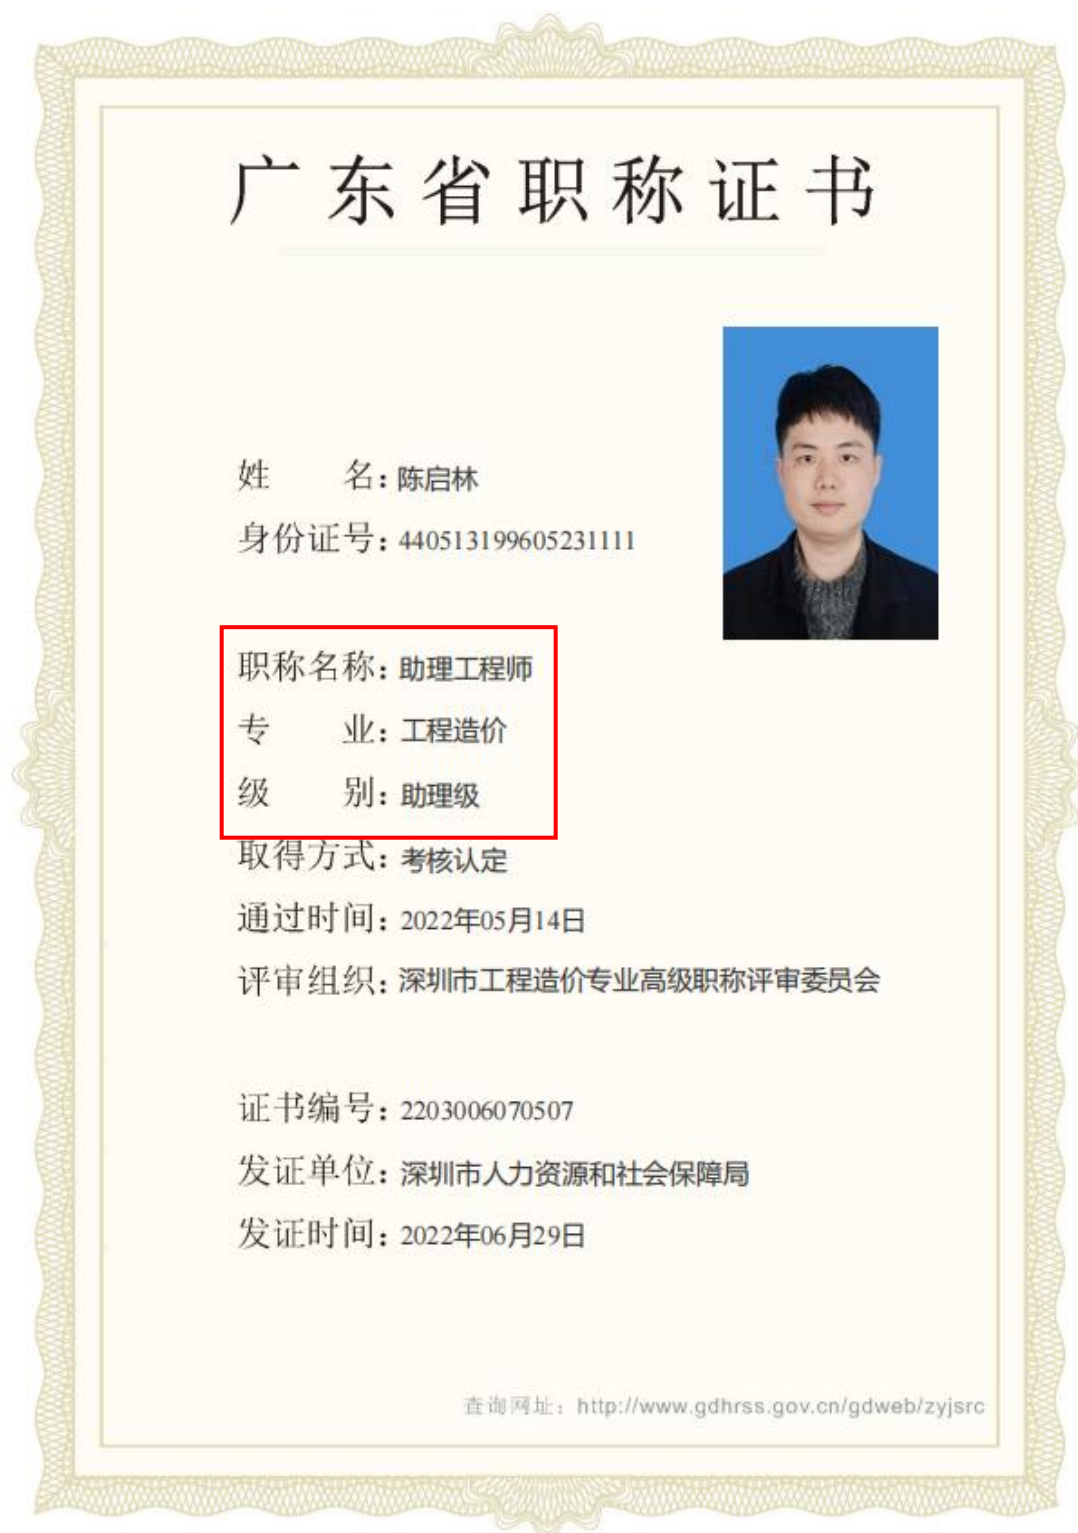 广东省职称证书
姓 名：陈启林
身份证号：440513199605231111
职称名称：助理工程师
专 业：工程造价
级 别：助理级
取得方式：考核认定
通过时间：2022年05月14日
评审组织：深圳市工程造价专业高级职称评审委员会
证书编号：2203006070507
发证单位：深圳市人力资源和社会保障局
发证时间：2022年06月29日
查询网址：http://www.gdhrss.gov.cn/gdweb/zyjsrc